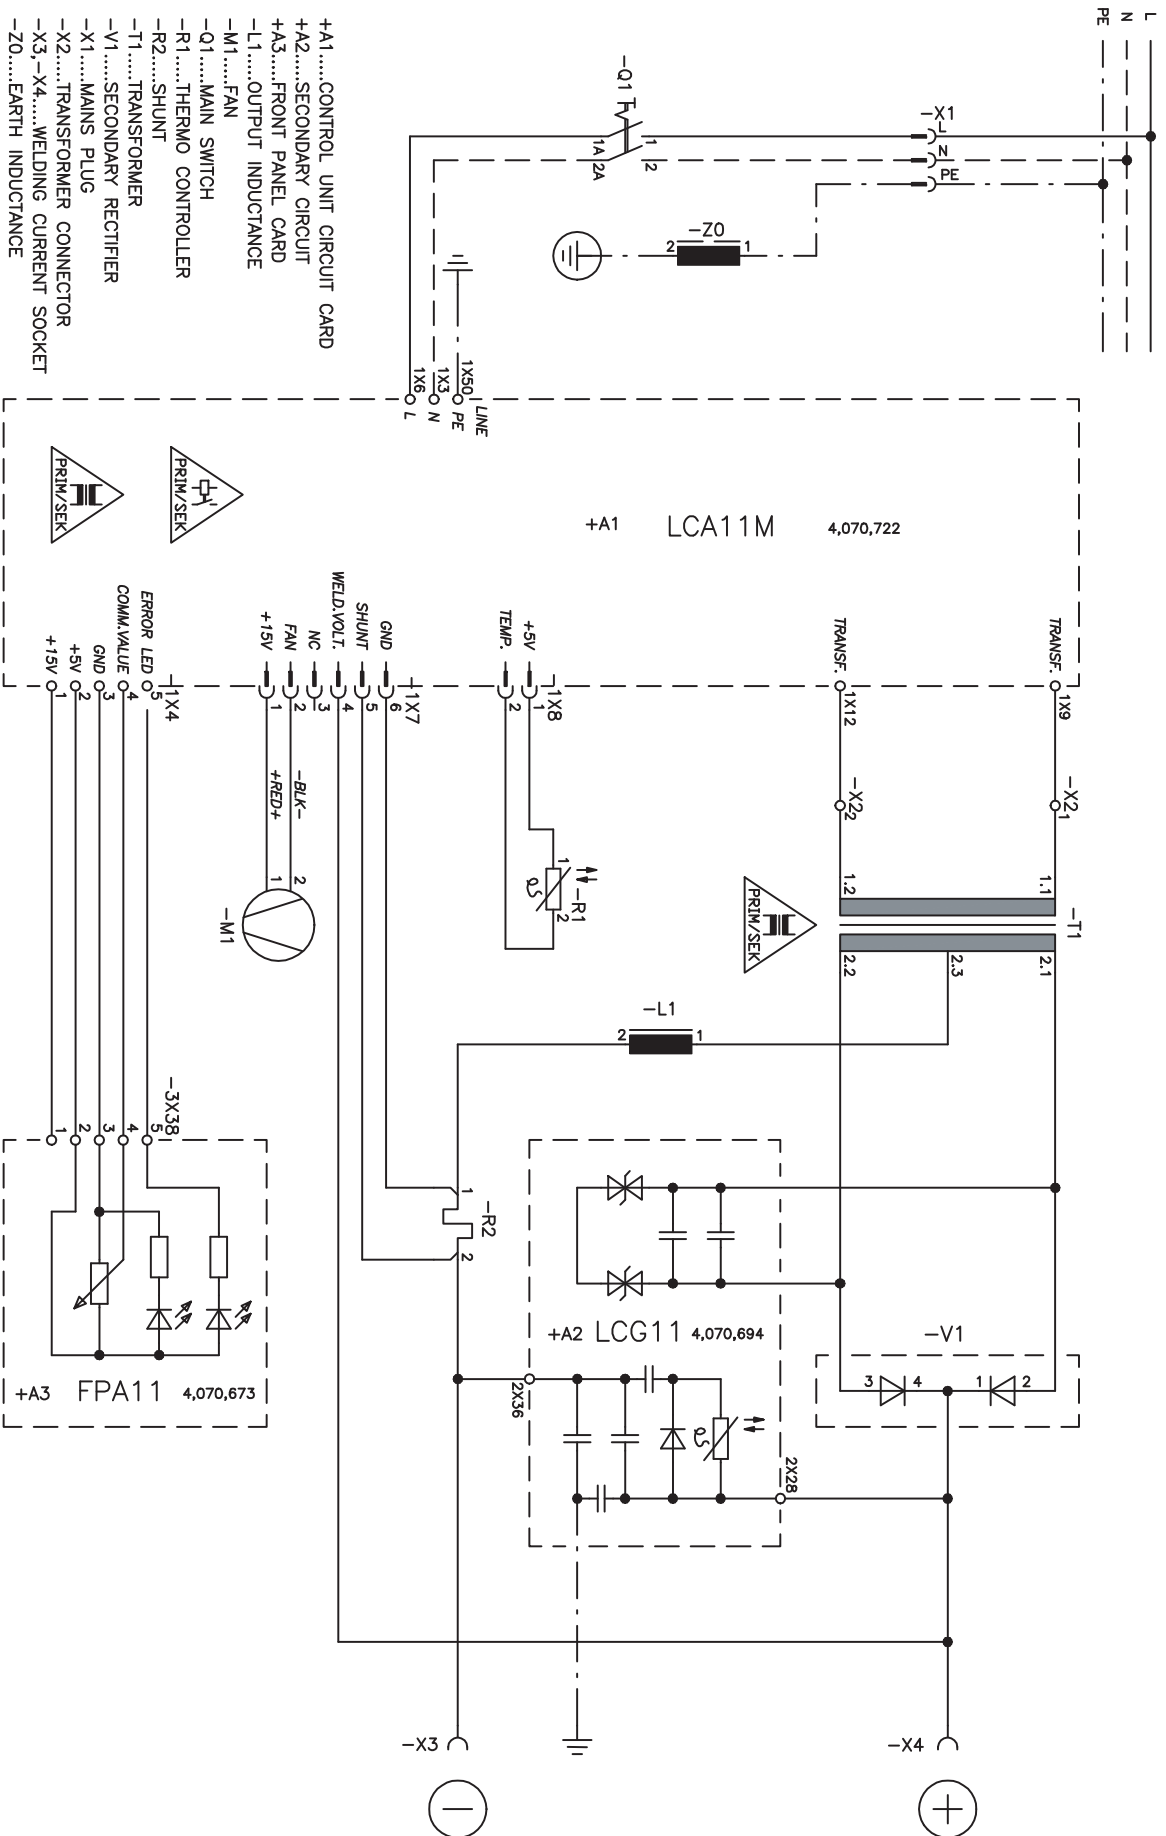 L
N
PE
-X1
L
N
PE
-Q1
1
2
1A 2A
-Z0
2
1
+A1.....CONTROL UNIT CIRCUIT CARD
+A2.....SECONDARY CIRCUIT
+A3.....FRONT PANEL CARD
-L1.....OUTPUT INDUCTANCE
-M1.....FAN
-Q1.....MAIN SWITCH
-R1.....THERMO CONTROLLER
-R2.....SHUNT
-T1.....TRANSFORMER
-V1.....SECONDARY RECTIFIER
-X1.....MAINS PLUG
-X2.....TRANSFORMER CONNECTOR
-X3,-X4.....WELDING CURRENT SOCKET
-Z0.....EARTH INDUCTANCE
1X50
1X3
1X6
LINE
PE
N
L
PRIM/SEK
PRIM/SEK
+A1
LCA11M
4,070,722
TRANSF.
TRANSF.
1X9
1X12
-X2
1
-X2
2
1.1
1.2
-T1
2.1
2.3
2.2
PRIM/SEK
+5V
TEMP.
-1X8
1
2
1
2
-R1
GND
SHUNT
WELD.VOLT.
NC
FAN
+15V
-1X7
6
5
4
3
2
1
-BLK-
+RED+
2
1
-M1
ERROR LED
COMM.VALUE
GND
+5V
+15V
-1X4
5
4
3
2
1
-L1
2
1
-3X38
5
4
3
2
1
-R2
1
2
+A3
FPA11
4,070,673
+A2
LCG11
4,070,694
-V1
3
4
1
2
2X36
2X28
-X3
-X4